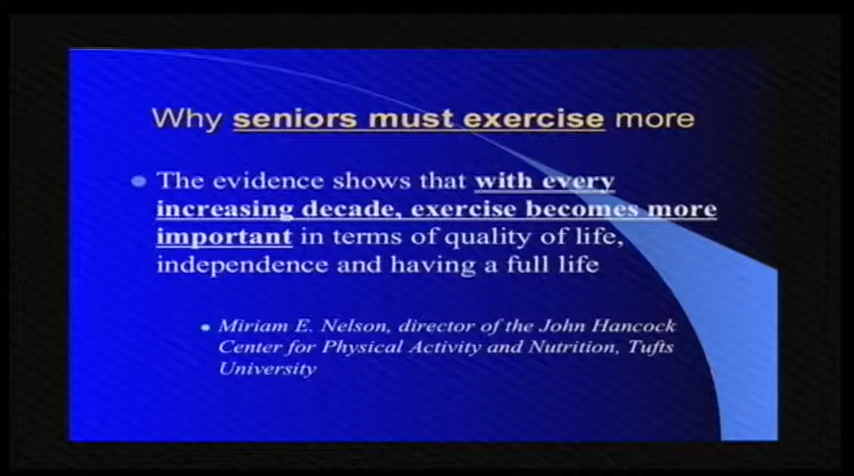 Why seniors must exercise more
The evidence shows that with every
increasing decade, exercise becomes more
important in terms of quality of life,
independence and having a full life
Miriam E. Nelson, director of the John Hancock
Center for Physical Activity and Nutrition, Tufts
University